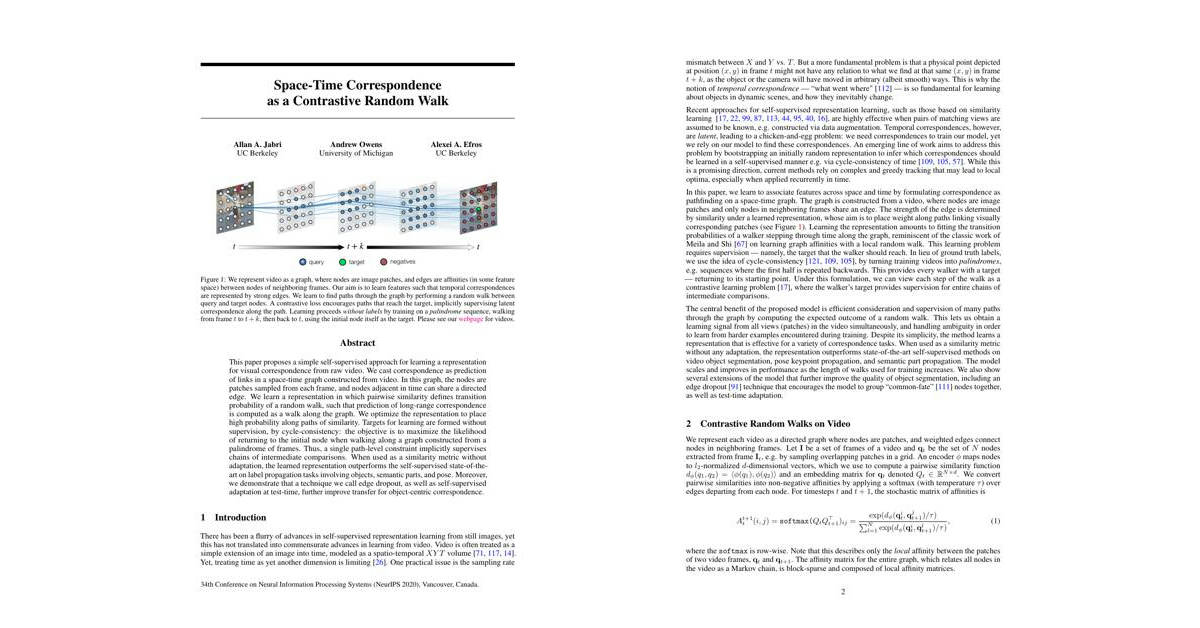 Space-Time Correspondence
as a Contrastive Random Walk
Allan A. Jabri
UC Berkeley
Andrew Owens
University of Michigan
Alexei A. Efros
UC Berkeley
t
t + k
t
query
target
negatives
Figure 1: We represent video as a graph, where nodes are image patches, and edges are affinities (in some feature
space) between nodes of neighboring frames. Our aim is to learn features such that temporal correspondences
are represented by strong edges. We learn to find paths through the graph by performing a random walk between
query and target nodes. A contrastive loss encourages paths that reach the target, implicitly supervising latent
correspondence along the path. Learning proceeds without labels by training on a palindrome sequence, walking
from frame t to t + k, then back to t, using the initial node itself as the target. Please see our webpage for videos.
Abstract
This paper proposes a simple self-supervised approach for learning a representation
for visual correspondence from raw video. We cast correspondence as prediction
of links in a space-time graph constructed from video. In this graph, the nodes are
patches sampled from each frame, and nodes adjacent in time can share a directed
edge. We learn a representation in which pairwise similarity defines transition
probability of a random walk, such that prediction of long-range correspondence
is computed as a walk along the graph. We optimize the representation to place
high probability along paths of similarity. Targets for learning are formed without
supervision, by cycle-consistency: the objective is to maximize the likelihood
of returning to the initial node when walking along a graph constructed from a
palindrome of frames. Thus, a single path-level constraint implicitly supervises
chains of intermediate comparisons. When used as a similarity metric without
adaptation, the learned representation outperforms the self-supervised state-of-the-
art on label propagation tasks involving objects, semantic parts, and pose. Moreover,
we demonstrate that a technique we call edge dropout, as well as self-supervised
adaptation at test-time, further improve transfer for object-centric correspondence.
1 Introduction
There has been a flurry of advances in self-supervised representation learning from still images, yet
this has not translated into commensurate advances in learning from video. Video is often treated as a
simple extension of an image into time, modeled as a spatio-temporal XYT volume [71, 117, 14].
Yet, treating time as yet another dimension is limiting [26]. One practical issue is the sampling rate
34th Conference on Neural Information Processing Systems (NeurIPS 2020), Vancouver, Canada.
mismatch between X and Y vs. T. But a more fundamental problem is that a physical point depicted
at position (x, y) in frame t might not have any relation to what we find at that same (x, y) in frame
t + k, as the object or the camera will have moved in arbitrary (albeit smooth) ways. This is why the
notion of temporal correspondence — “what went where” [112] — is so fundamental for learning
about objects in dynamic scenes, and how they inevitably change.
Recent approaches for self-supervised representation learning, such as those based on similarity
learning [17, 22, 99, 87, 113, 44, 95, 40, 16], are highly effective when pairs of matching views are
assumed to be known, e.g. constructed via data augmentation. Temporal correspondences, however,
are latent, leading to a chicken-and-egg problem: we need correspondences to train our model, yet
we rely on our model to find these correspondences. An emerging line of work aims to address this
problem by bootstrapping an initially random representation to infer which correspondences should
be learned in a self-supervised manner e.g. via cycle-consistency of time [109, 105, 57]. While this
is a promising direction, current methods rely on complex and greedy tracking that may lead to local
optima, especially when applied recurrently in time.
In this paper, we learn to associate features across space and time by formulating correspondence as
pathfinding on a space-time graph. The graph is constructed from a video, where nodes are image
patches and only nodes in neighboring frames share an edge. The strength of the edge is determined
by similarity under a learned representation, whose aim is to place weight along paths linking visually
corresponding patches (see Figure 1). Learning the representation amounts to fitting the transition
probabilities of a walker stepping through time along the graph, reminiscent of the classic work of
Meila and Shi [67] on learning graph affinities with a local random walk. This learning problem
requires supervision — namely, the target that the walker should reach. In lieu of ground truth labels,
we use the idea of cycle-consistency [121, 109, 105], by turning training videos into palindromes,
e.g. sequences where the first half is repeated backwards. This provides every walker with a target
— returning to its starting point. Under this formulation, we can view each step of the walk as a
contrastive learning problem [17], where the walker's target provides supervision for entire chains of
intermediate comparisons.
The central benefit of the proposed model is efficient consideration and supervision of many paths
through the graph by computing the expected outcome of a random walk. This lets us obtain a
learning signal from all views (patches) in the video simultaneously, and handling ambiguity in order
to learn from harder examples encountered during training. Despite its simplicity, the method learns a
representation that is effective for a variety of correspondence tasks. When used as a similarity metric
without any adaptation, the representation outperforms state-of-the-art self-supervised methods on
video object segmentation, pose keypoint propagation, and semantic part propagation. The model
scales and improves in performance as the length of walks used for training increases. We also show
several extensions of the model that further improve the quality of object segmentation, including an
edge dropout [91] technique that encourages the model to group “common-fate” [111] nodes together,
as well as test-time adaptation.
2 Contrastive Random Walks on Video
We represent each video as a directed graph where nodes are patches, and weighted edges connect
nodes in neighboring frames. Let I be a set of frames of a video and q_t be the set of N nodes
extracted from frame I_t, e.g. by sampling overlapping patches in a grid. An encoder φ maps nodes
to l_2-normalized d-dimensional vectors, which we use to compute a pairwise similarity function
d_φ(q_1, q_2) = ⟨φ(q_1), φ(q_2)⟩ and an embedding matrix for q_t denoted Q_t ∈ ℝ^{N×d}. We convert
pairwise similarities into non-negative affinities by applying a softmax (with temperature τ) over
edges departing from each node. For timesteps t and t + 1, the stochastic matrix of affinities is
A_t^{t+1}(i, j) = softmax(Q_t Q_{t+1}^⊤)_{ij} = exp(d_φ(q_t^i, q_{t+1}^j)/τ) / Σ_{l=1}^N exp(d_φ(q_t^i, q_{t+1}^l)/τ), (1)
where the softmax is row-wise. Note that this describes only the local affinity between the patches
of two video frames, q_t and q_{t+1}. The affinity matrix for the entire graph, which relates all nodes in
the video as a Markov chain, is block-sparse and composed of local affinity matrices.
2